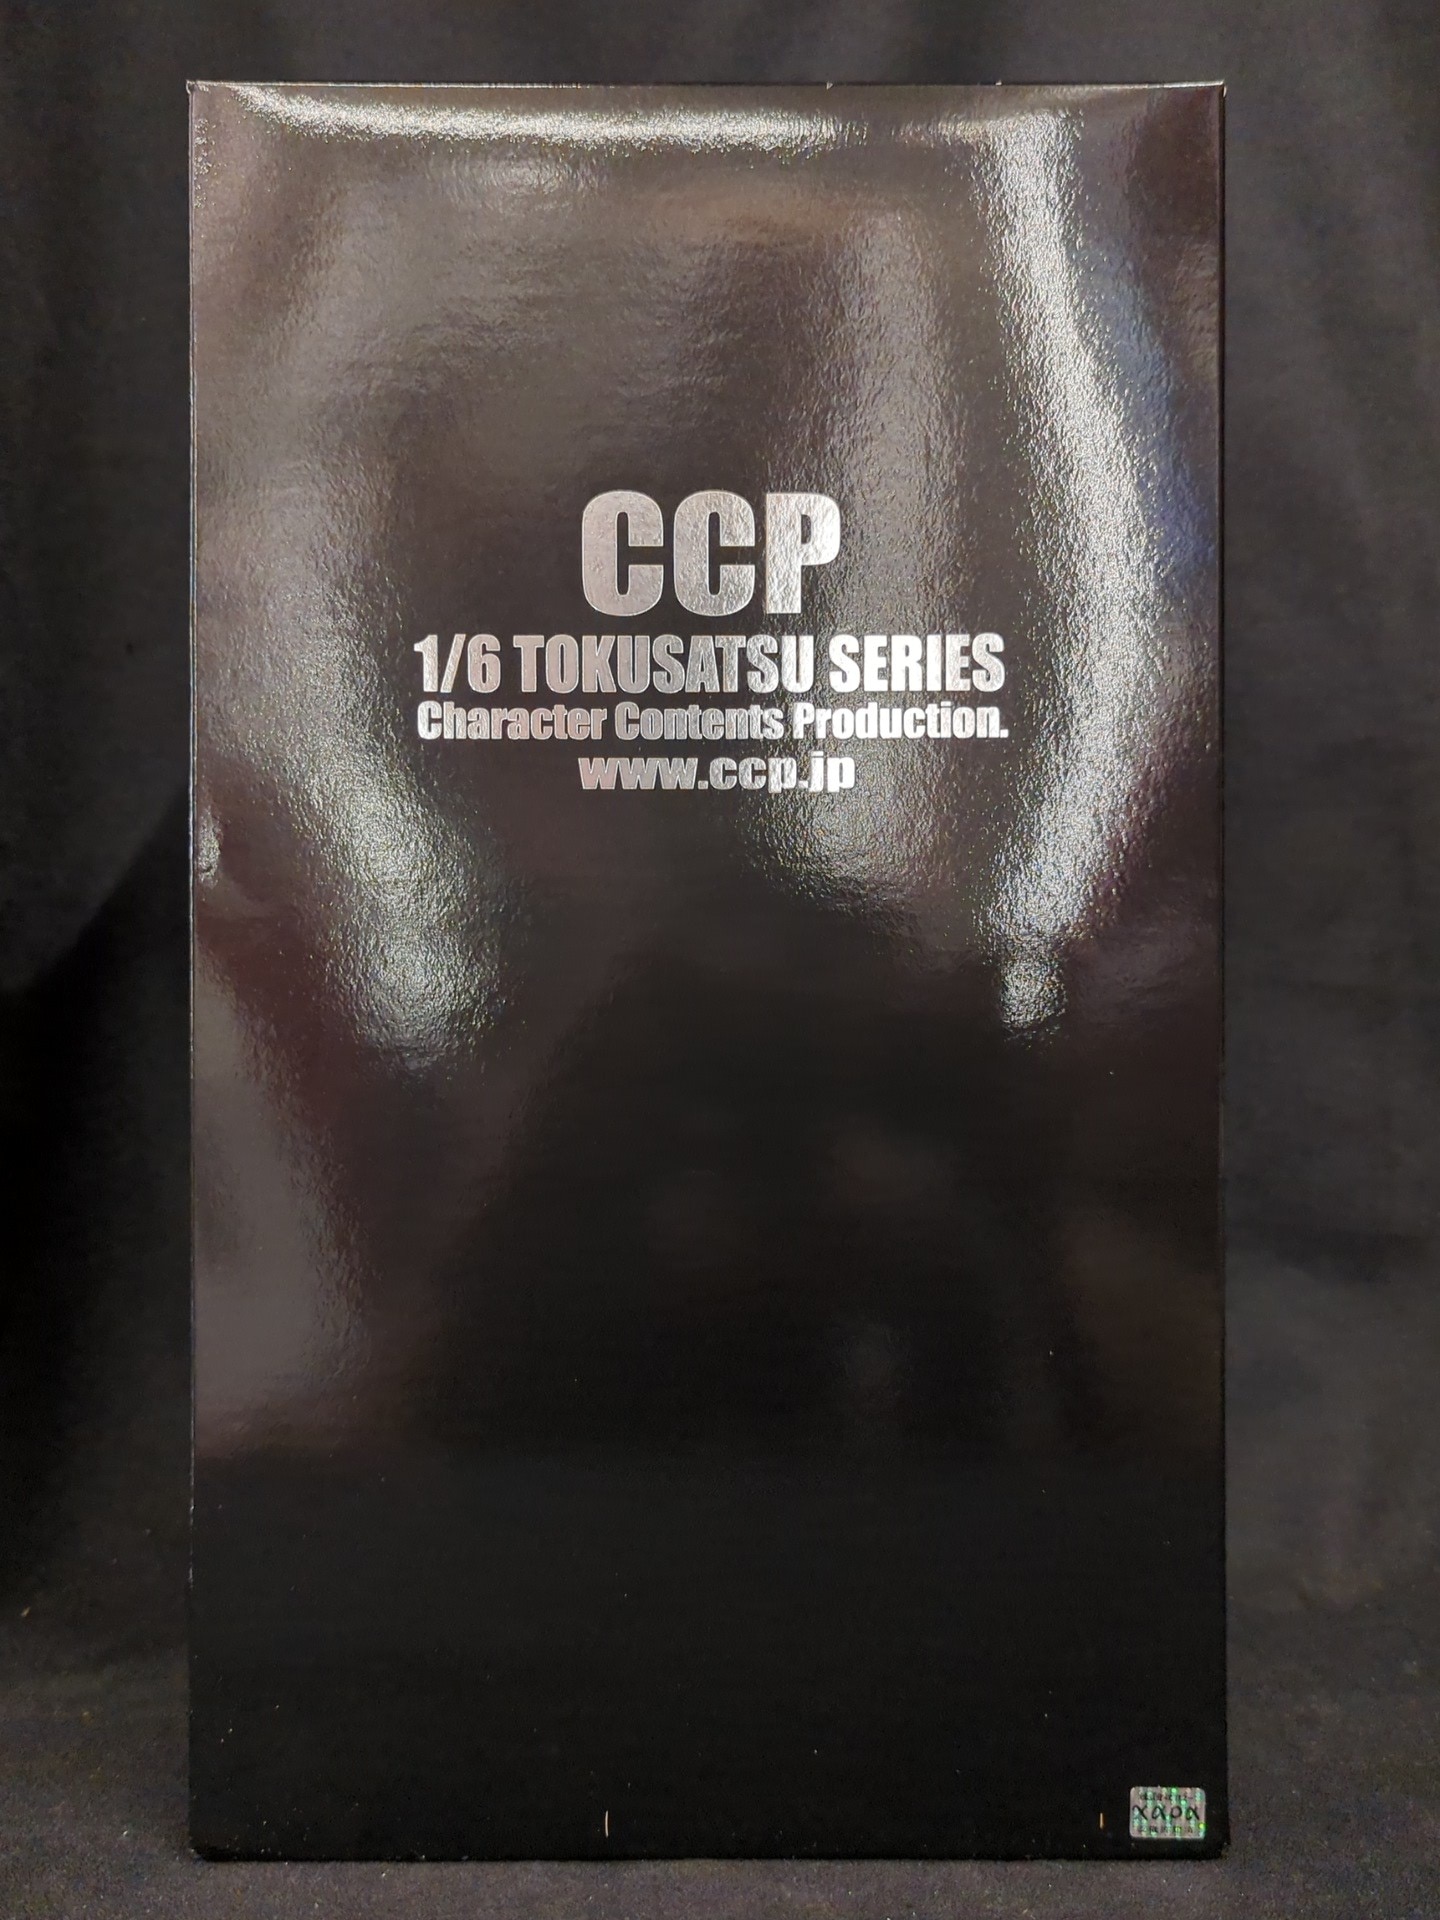 CCP
1/6 TOKUSATSU SERIES
Character Contents Production.
www.ccp.jp